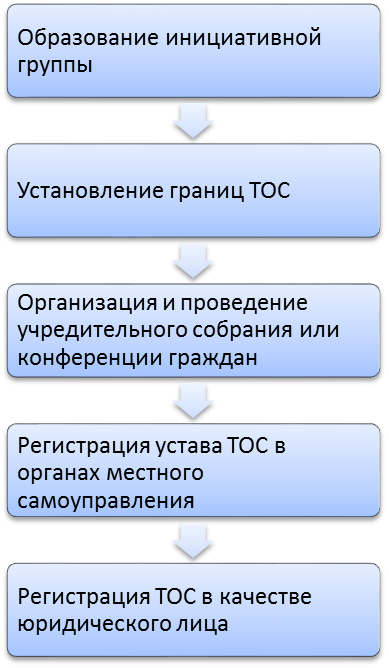 Образование инициативной
группы
Установление границ ТОС
Организация и проведение
учредительного собрания или
конференции граждан
Регистрация устава ТОС в
органах местного
самоуправления
Регистрация ТОС в качестве
юридического лица